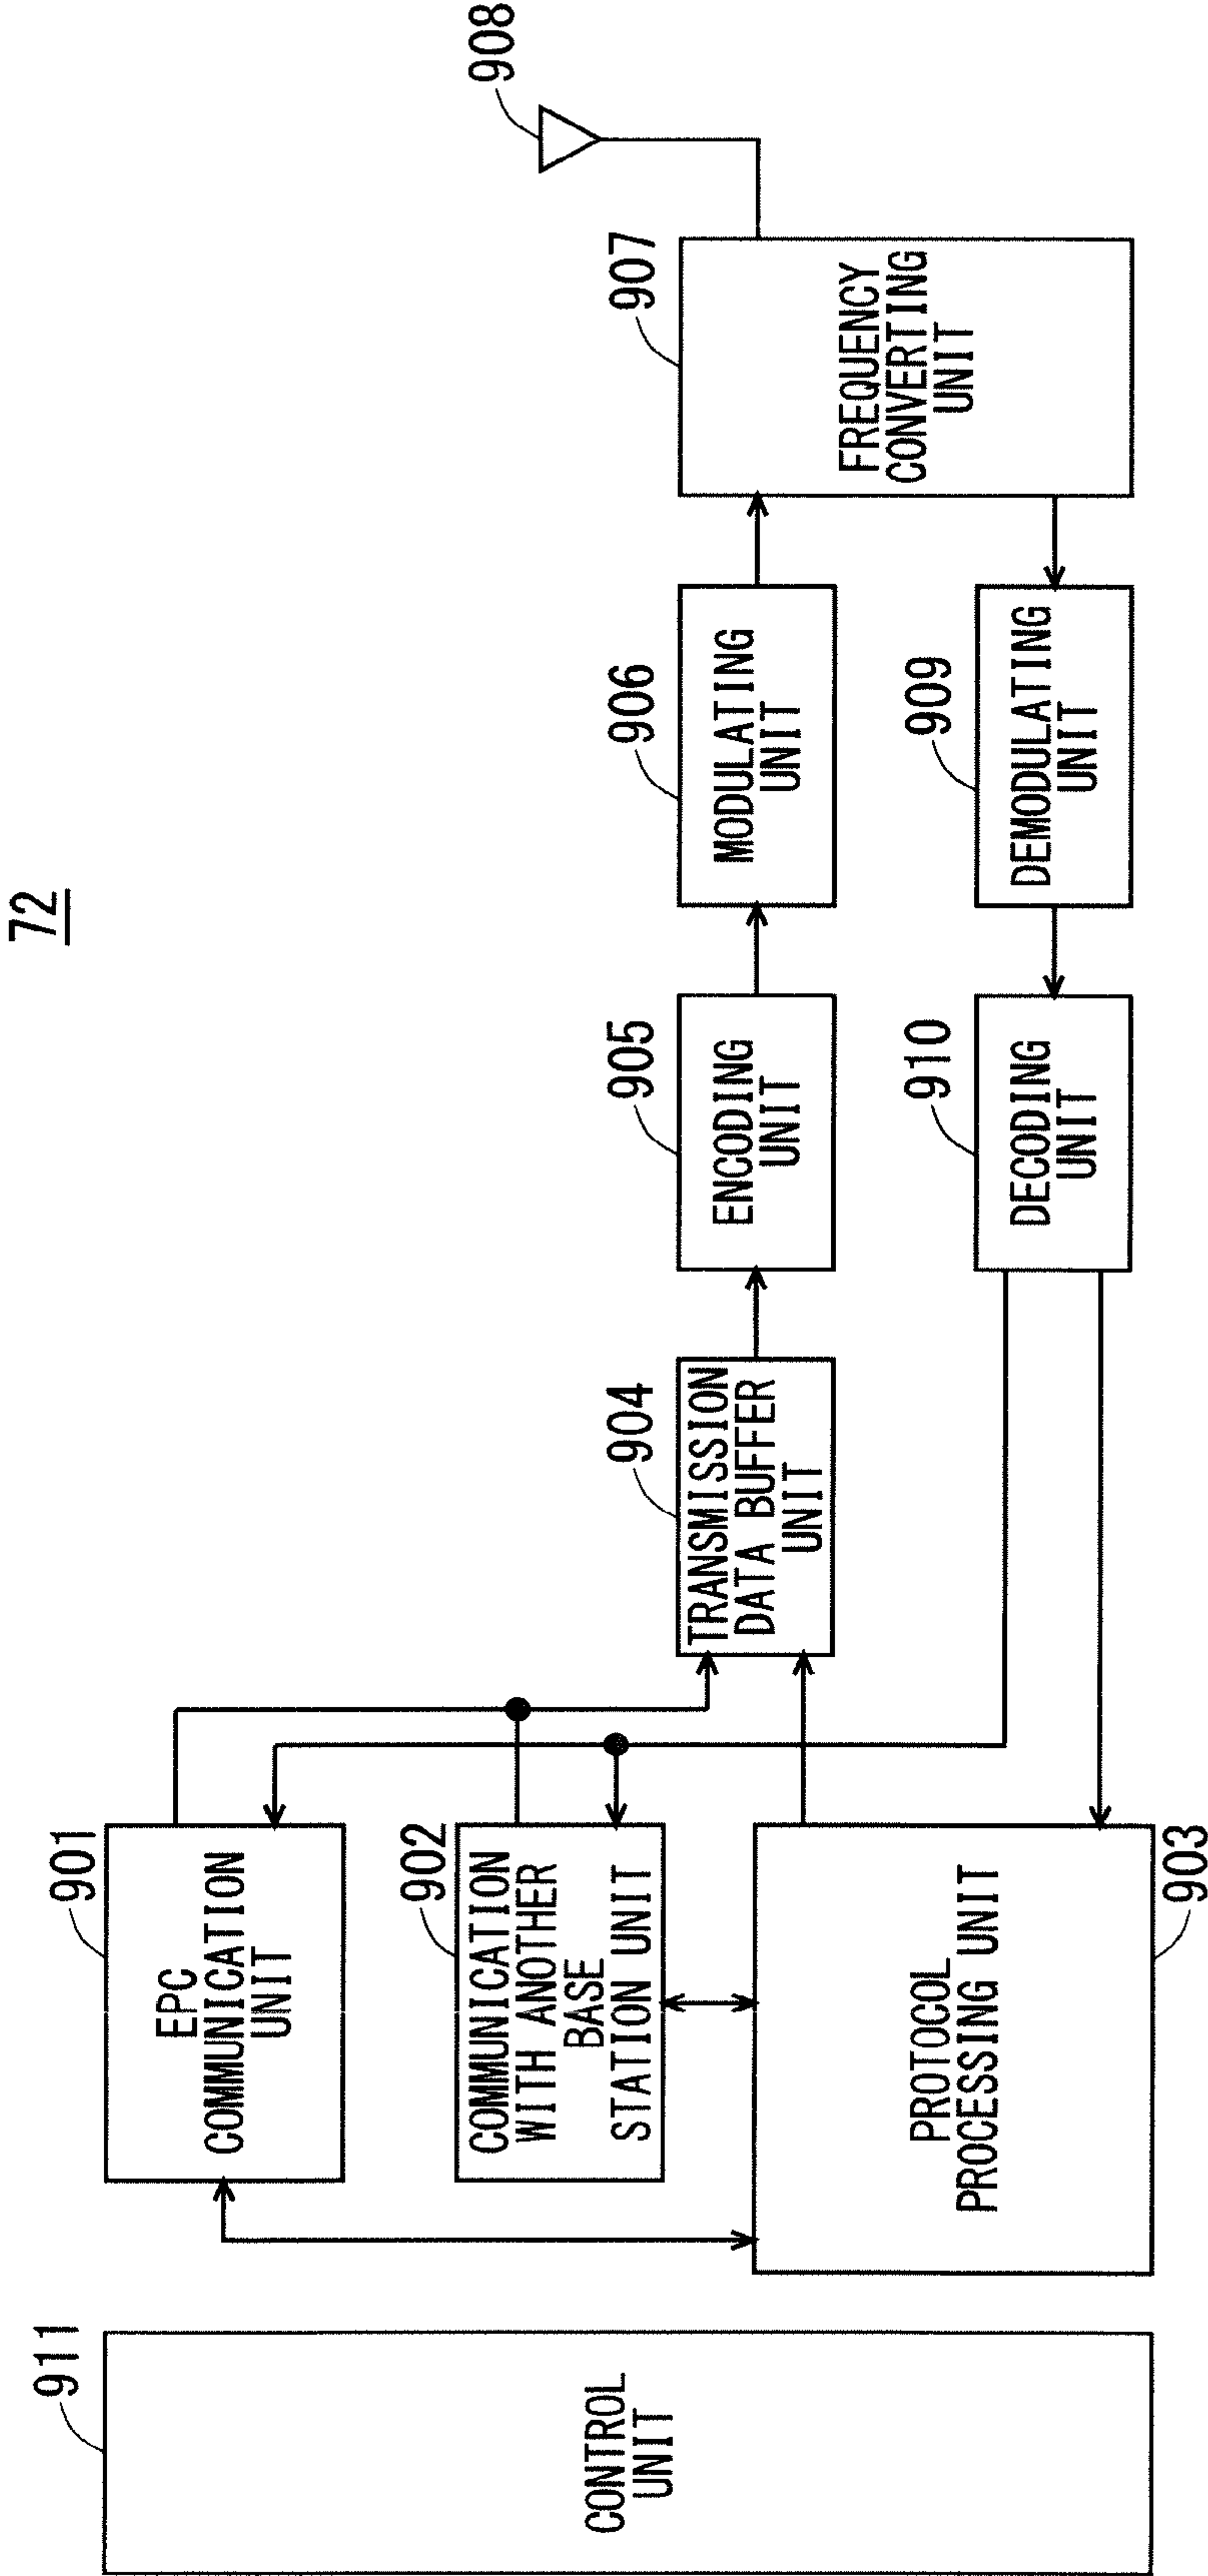 72
911
CONTROL
UNIT
901
EPC
COMMUNICATION
UNIT
902
COMMUNICATION
WITH ANOTHER
BASE
STATION UNIT
PROTOCOL
PROCESSING UNIT
903
904
TRANSMISSION
DATA BUFFER
UNIT
905
ENCODING
UNIT
906
MODULATING
UNIT
907
FREQUENCY
CONVERTING
UNIT
908
909
DEMODULATING
UNIT
910
DECODING
UNIT